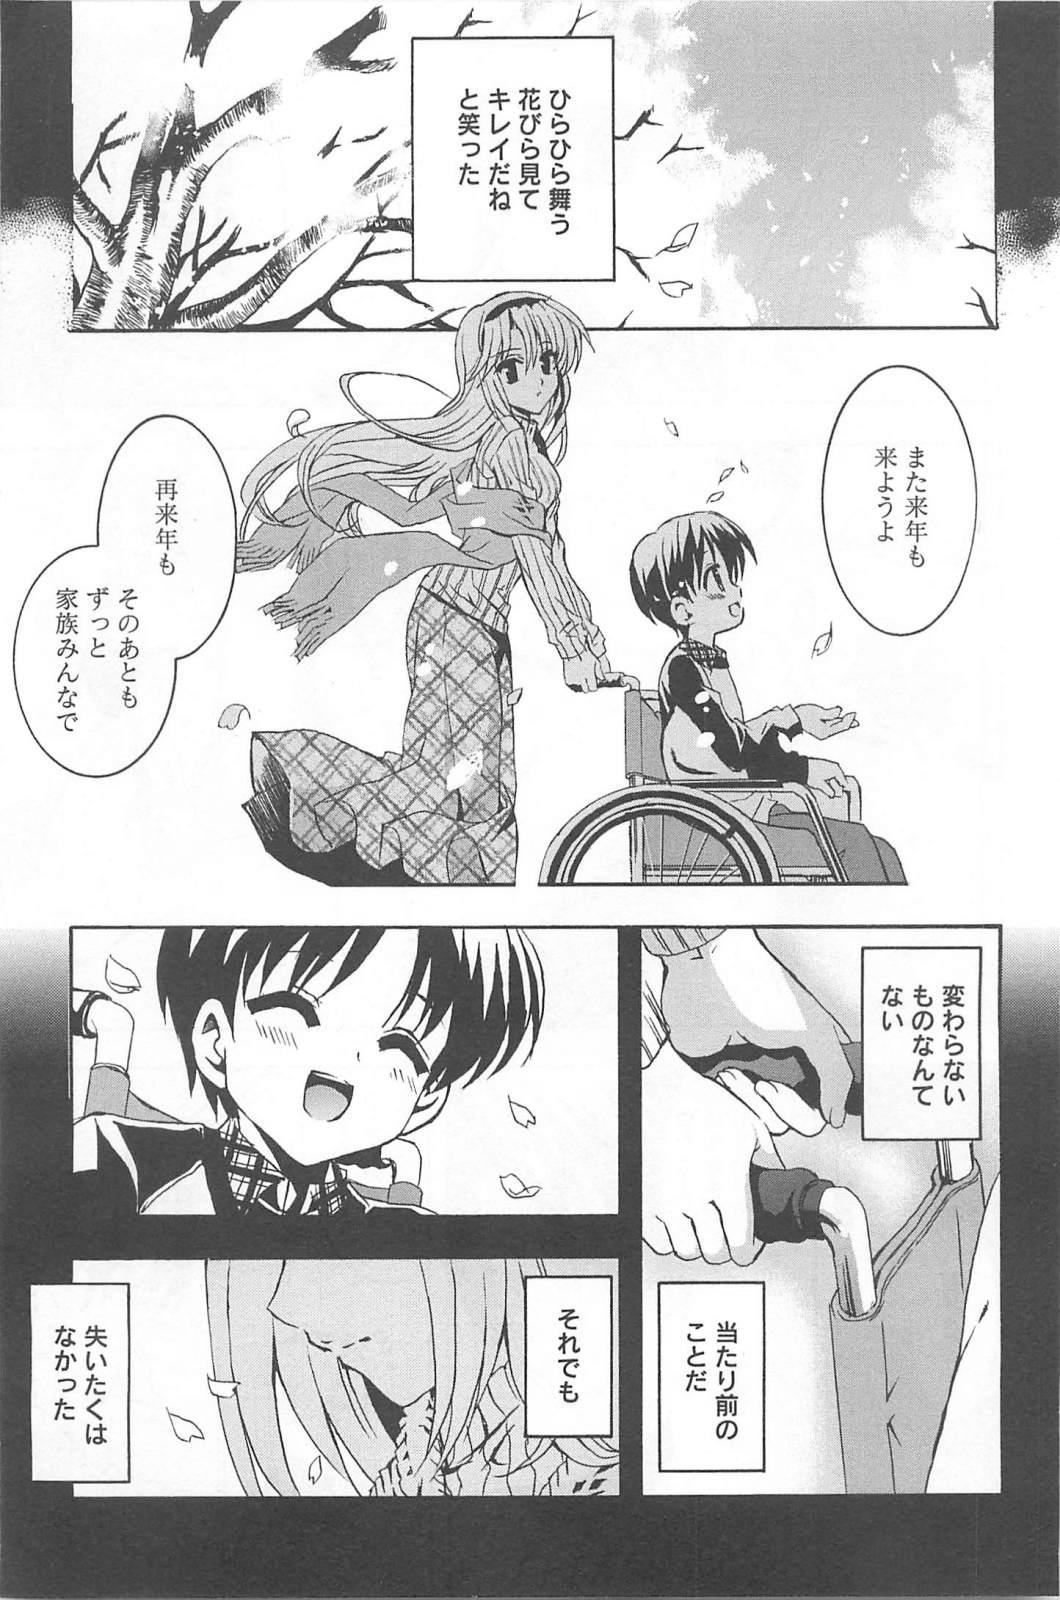 ひらひら舞う
花びら見て
キレイだね
と笑った
また来年も
来ようよ
再来年も
そのあとも
ずっと
家族みんなで
変わらない
ものなんて
ない
当たり前の
ことだ
それでも
失いたくは
なかった